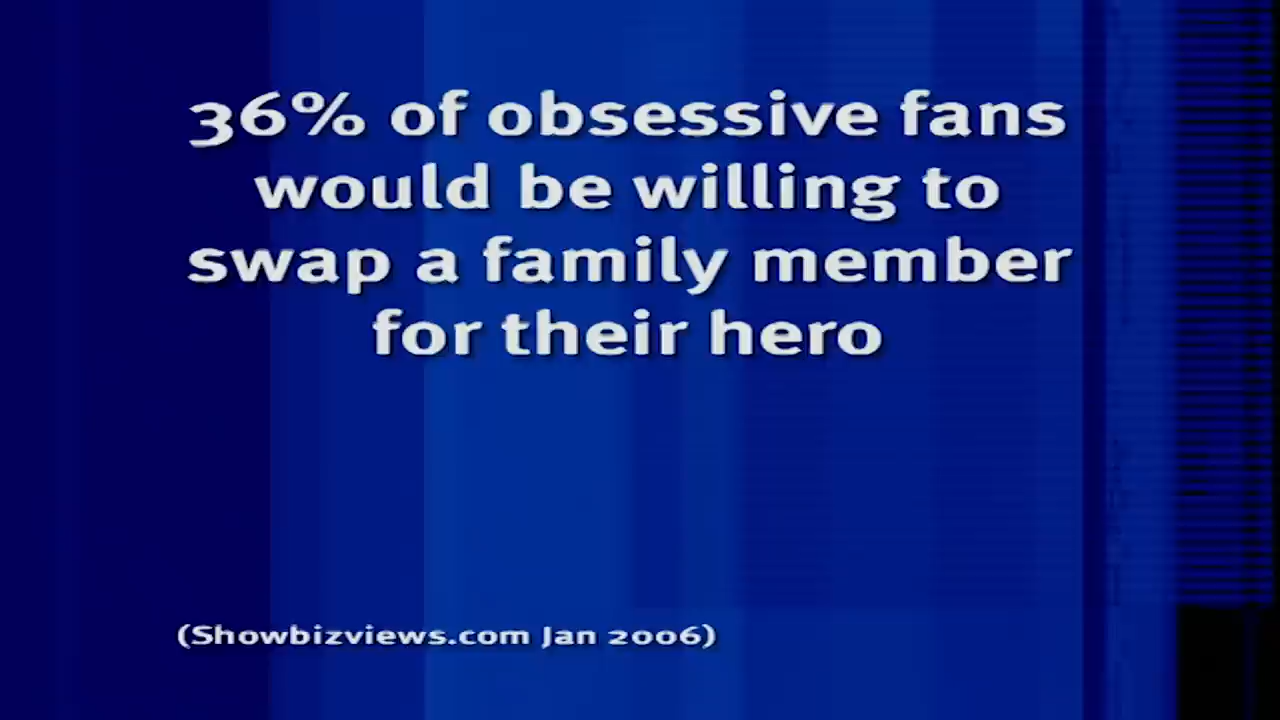 36% of obsessive fans
would be willing to
swap a family member
for their hero
(Showbizviews.com Jan 2006)